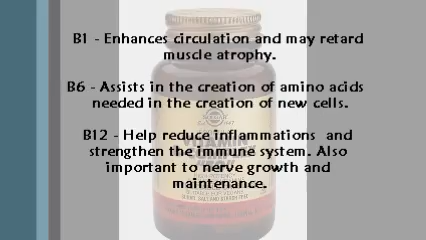 B1 - Enhances circulation and may retard
muscle atrophy.
B6 - Assists in the creation of amino acids
needed in the creation of new cells.
B12 - Help reduce inflammations and
strengthen the immune system. Also
important to nerve growth and
maintenance.
SOLGAR
VITAMIN